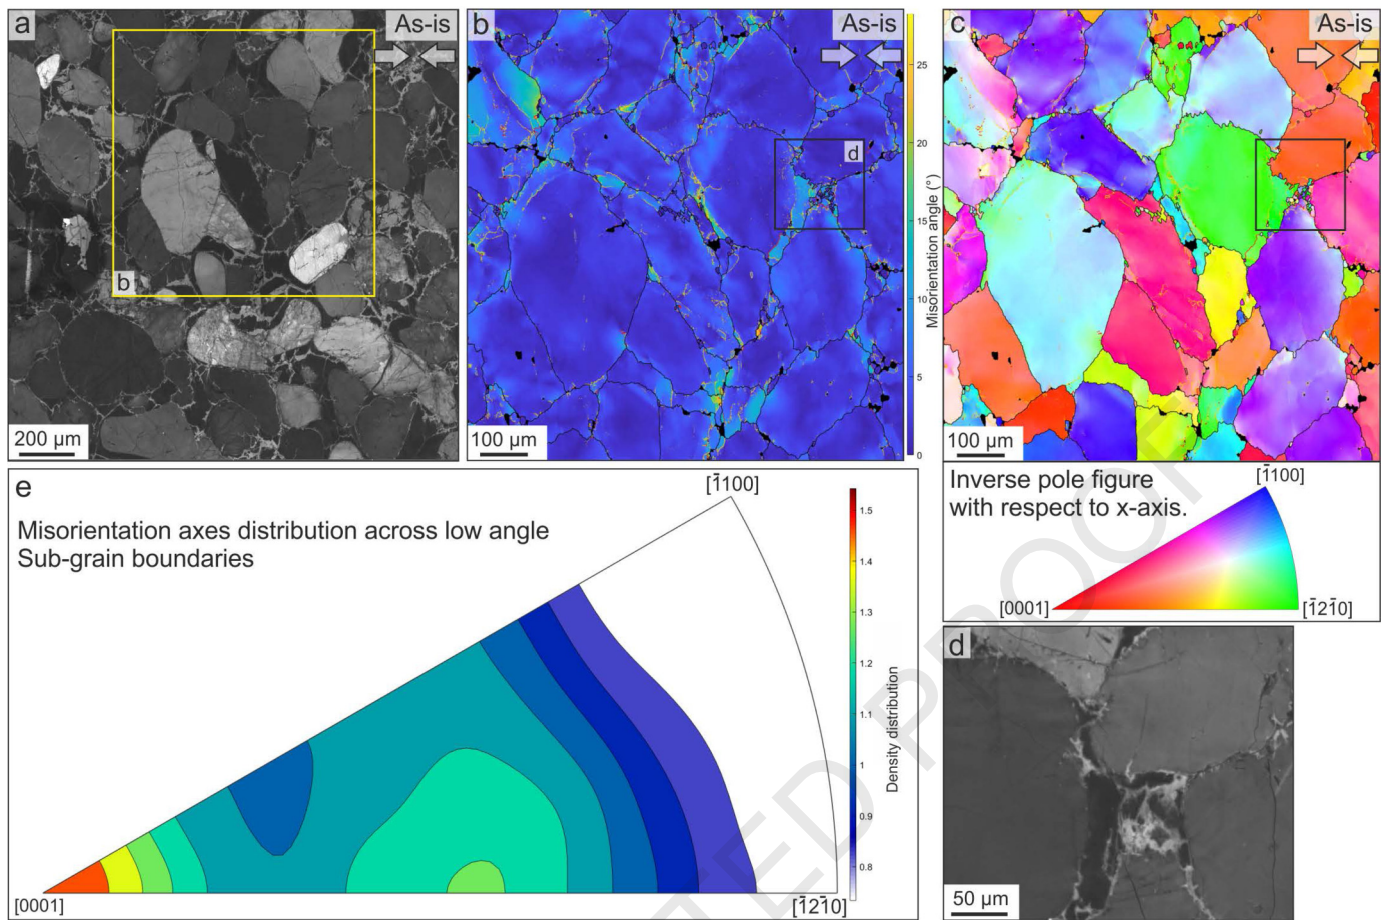 a
As-is
b
200 µm
b
As-is
d
100 µm
25
20
15
10
5
0
Misorientation angle (°)
c
As-is
100 µm
Inverse pole figure
with respect to x-axis.
[1̄100]
[0001]
[1̄21̄0]
e
Misorientation axes distribution across low angle
Sub-grain boundaries
[1̄100]
[0001]
[1̄21̄0]
1.5
1.4
1.3
1.2
1.1
1
0.9
0.8
Density distribution
d
50 µm
TED PROOF